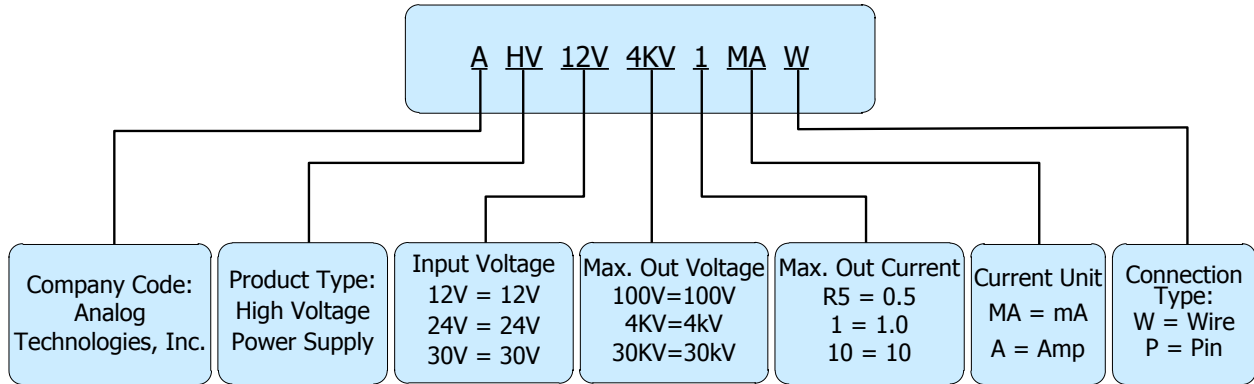 A HV 12V 4KV 1 MA W
Company Code:
Analog
Technologies, Inc.
Product Type:
High Voltage
Power Supply
Input Voltage
12V = 12V
24V = 24V
30V = 30V
Max. Out Voltage
100V=100V
4KV=4kV
30KV=30kV
Max. Out Current
R5 = 0.5
1 = 1.0
10 = 10
Current Unit
MA = mA
A = Amp
Connection
Type:
W = Wire
P = Pin